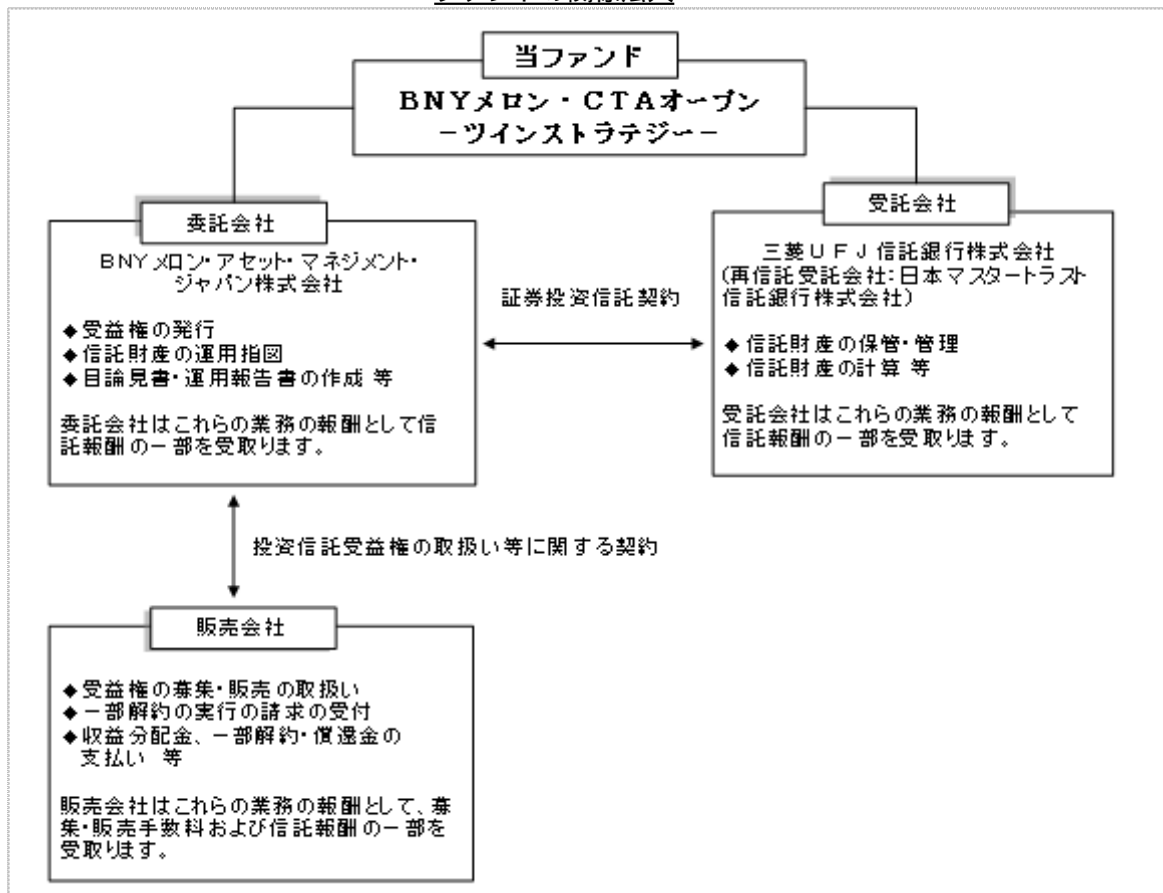 当ファンド
BNYメロン・CTAオープン
－ツインストラテジー－
委託会社
BNYメロン・アセット・マネジメント・
ジャパン株式会社
◆受益権の発行
◆信託財産の運用指図
◆目論見書・運用報告書の作成 等
委託会社はこれらの業務の報酬として信
託報酬の一部を受取ります。
証券投資信託契約
受託会社
三菱UFJ信託銀行株式会社
(再信託受託会社:日本マスタートラスト
信託銀行株式会社)
◆信託財産の保管・管理
◆信託財産の計算 等
受託会社はこれらの業務の報酬として
信託報酬の一部を受取ります。
投資信託受益権の取扱い等に関する契約
販売会社
◆受益権の募集・販売の取扱い
◆一部解約の実行の請求の受付
◆収益分配金、一部解約・償還金の
支払い 等
販売会社はこれらの業務の報酬として、募
集・販売手数料および信託報酬の一部を
受取ります。